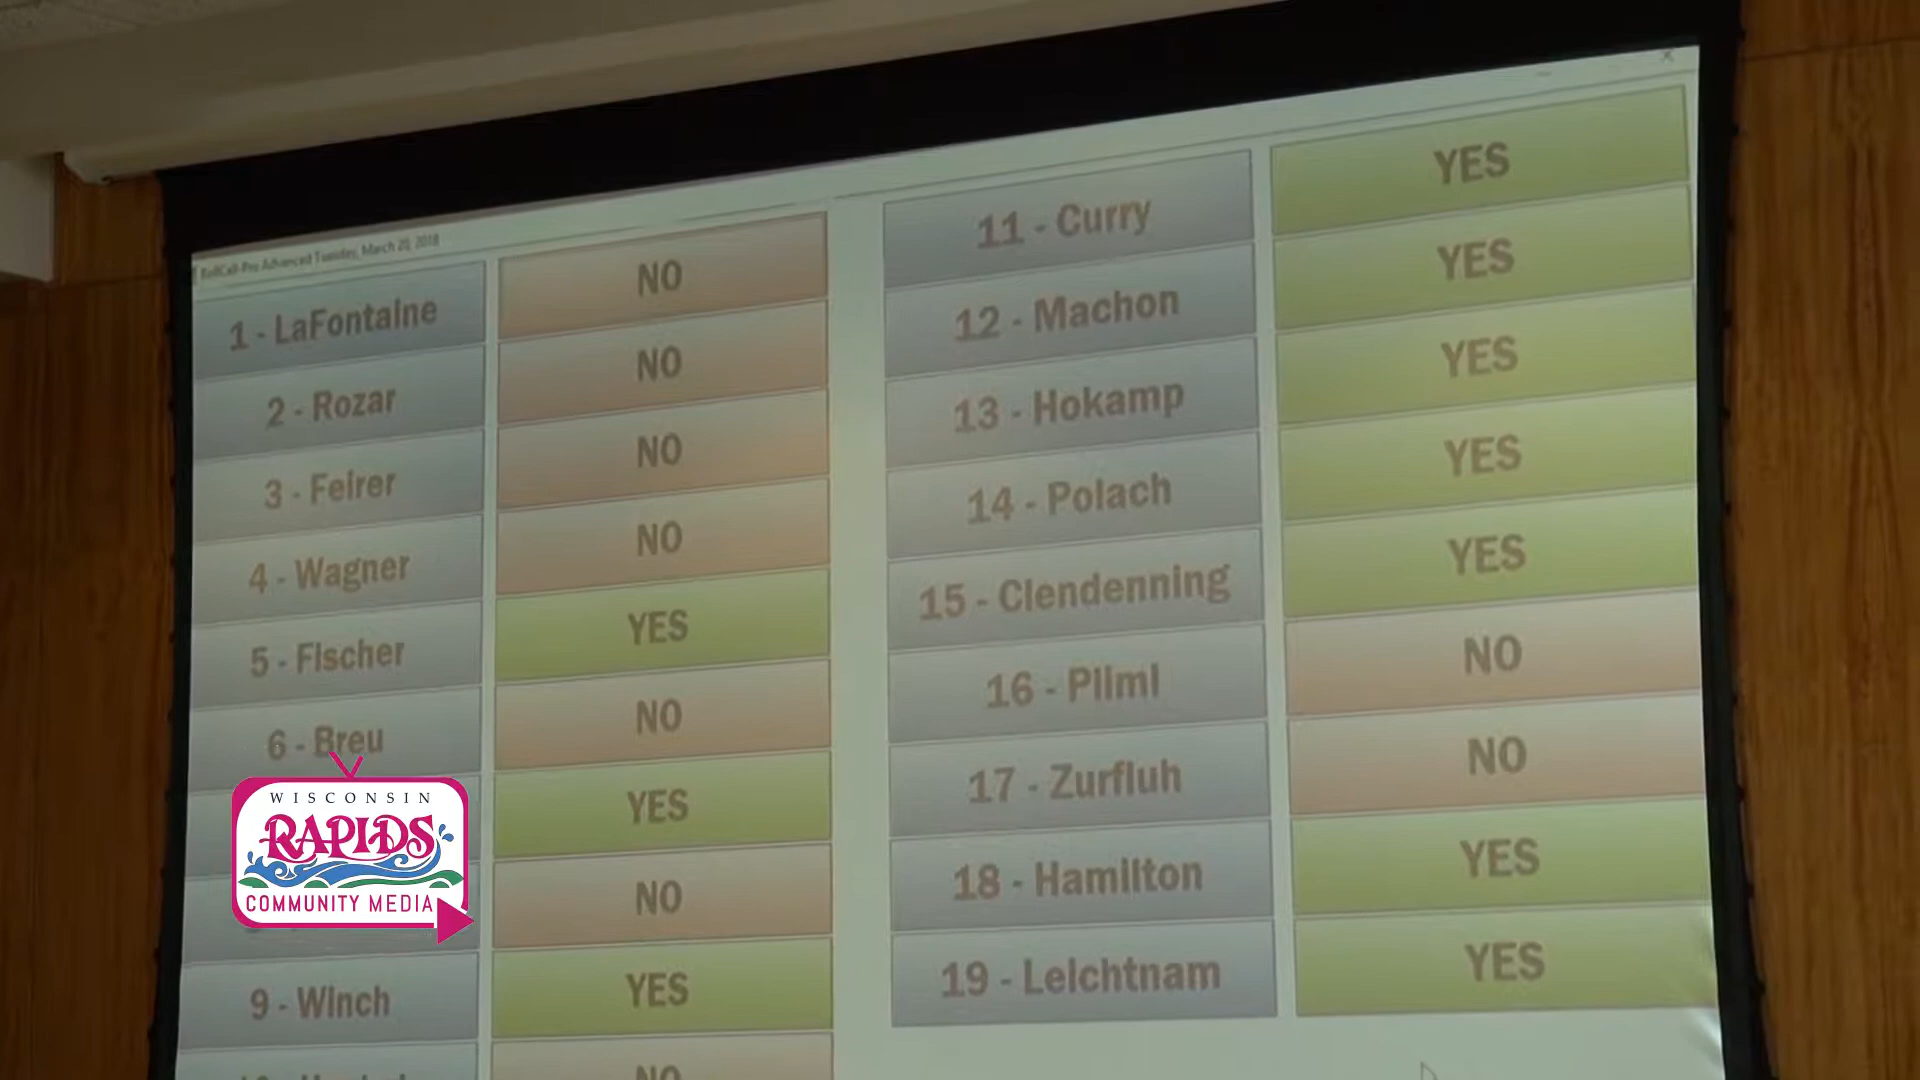 RollCall-Pro Advanced Tuesday, March 20, 2018
1 - LaFontaine NO
2 - Rozar NO
3 - Feirer NO
4 - Wagner NO
5 - Fischer YES
6 - Breu NO
YES
NO
9 - Winch YES
NO
11 - Curry YES
12 - Machon YES
13 - Hokamp YES
14 - Polach YES
15 - Clendenning YES
16 - Pliml NO
17 - Zurfluh NO
18 - Hamilton YES
19 - Leichtnam YES
WISCONSIN
RAPIDS
COMMUNITY MEDIA